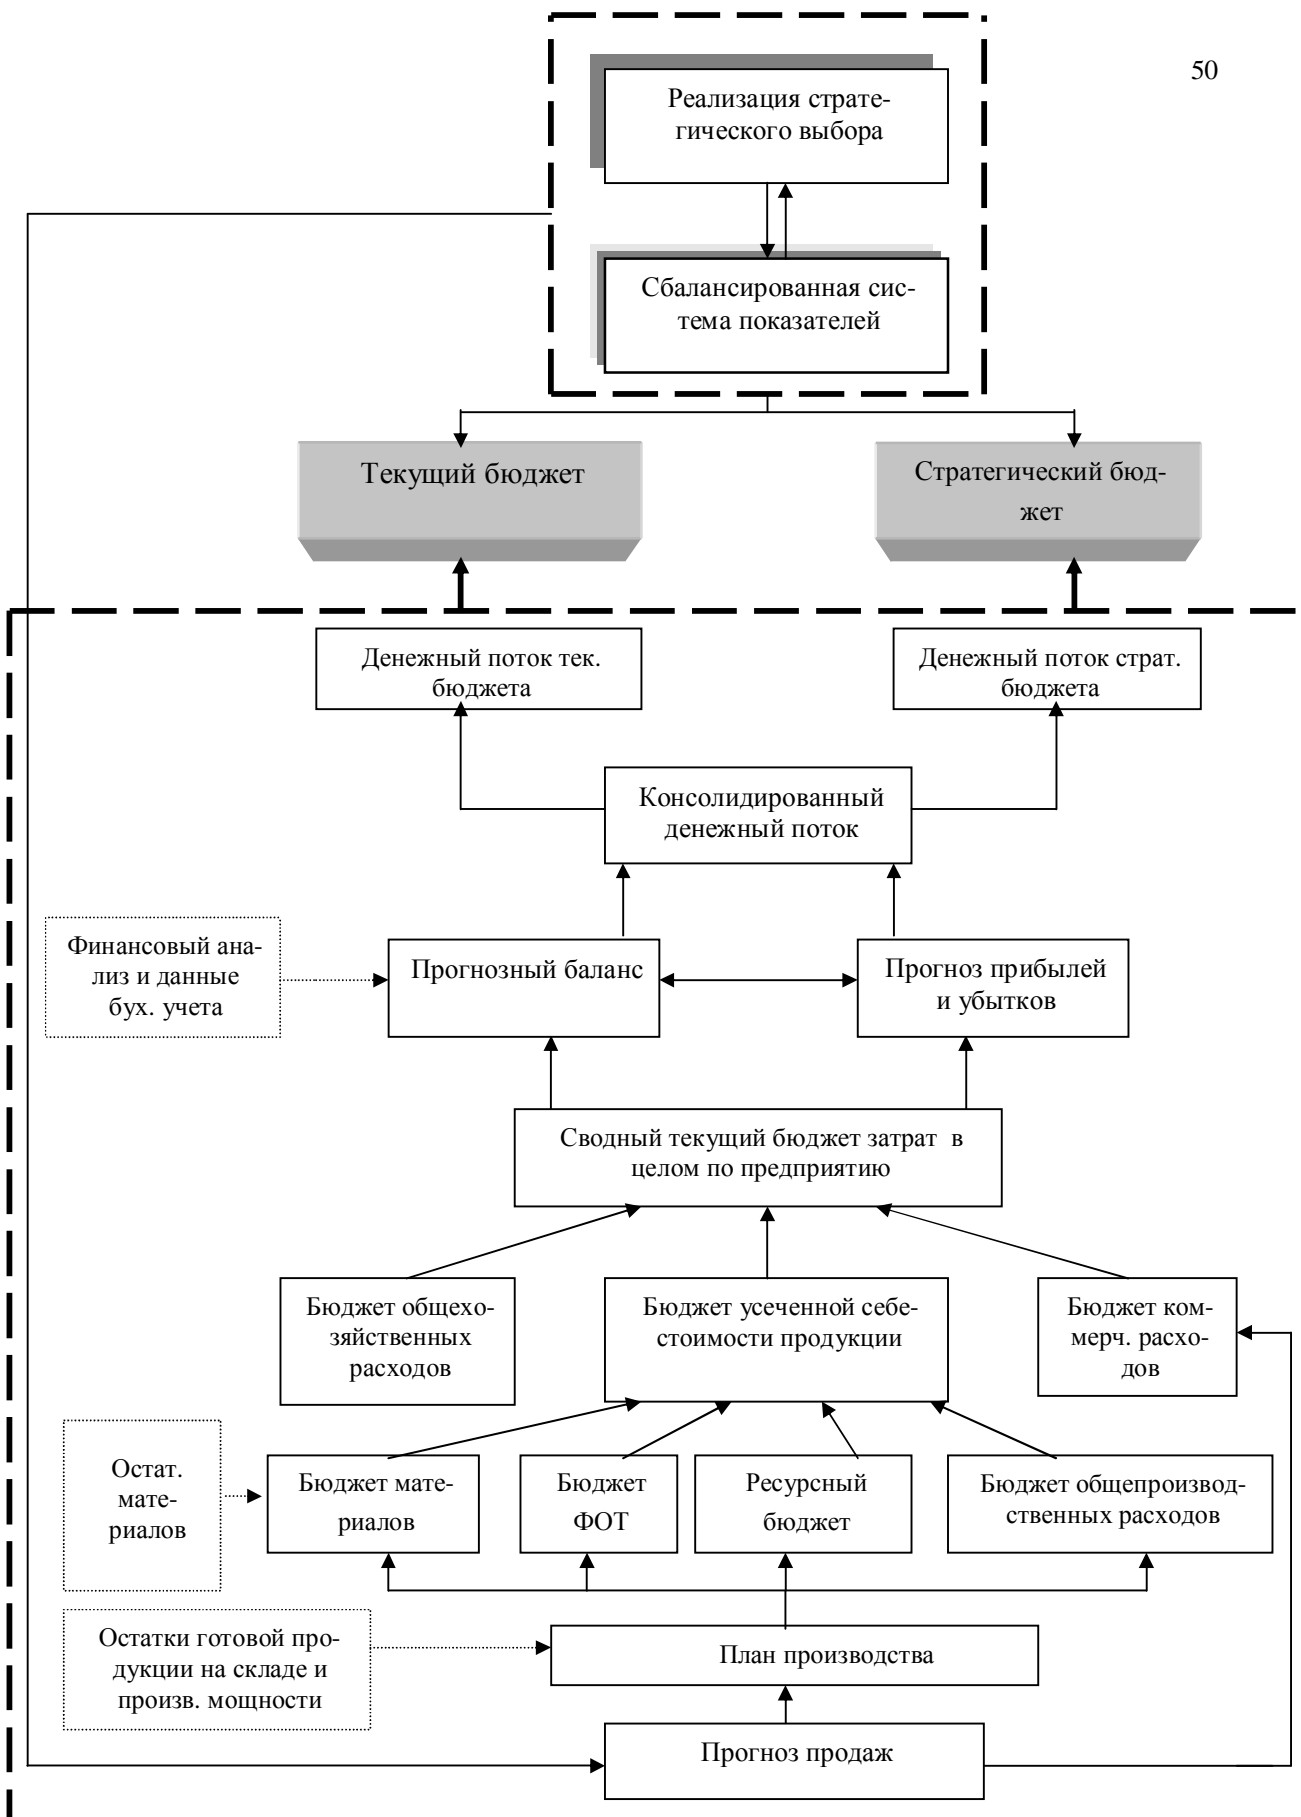 50
Реализация страте-
гического выбора
Сбалансированная сис-
тема показателей
Текущий бюджет
Стратегический бюд-
жет
Денежный поток тек.
бюджета
Денежный поток страт.
бюджета
Консолидированный
денежный поток
Финансовый ана-
лиз и данные
бух. учета
Прогнозный баланс
Прогноз прибылей
и убытков
Сводный текущий бюджет затрат в
целом по предприятию
Бюджет общехо-
зяйственных
расходов
Бюджет усеченной себе-
стоимости продукции
Бюджет ком-
мерч. расхо-
дов
Остат.
мате-
риалов
Бюджет мате-
риалов
Бюджет
ФОТ
Ресурсный
бюджет
Бюджет общепроизвод-
ственных расходов
Остатки готовой про-
дукции на складе и
произв. мощности
План производства
Прогноз продаж